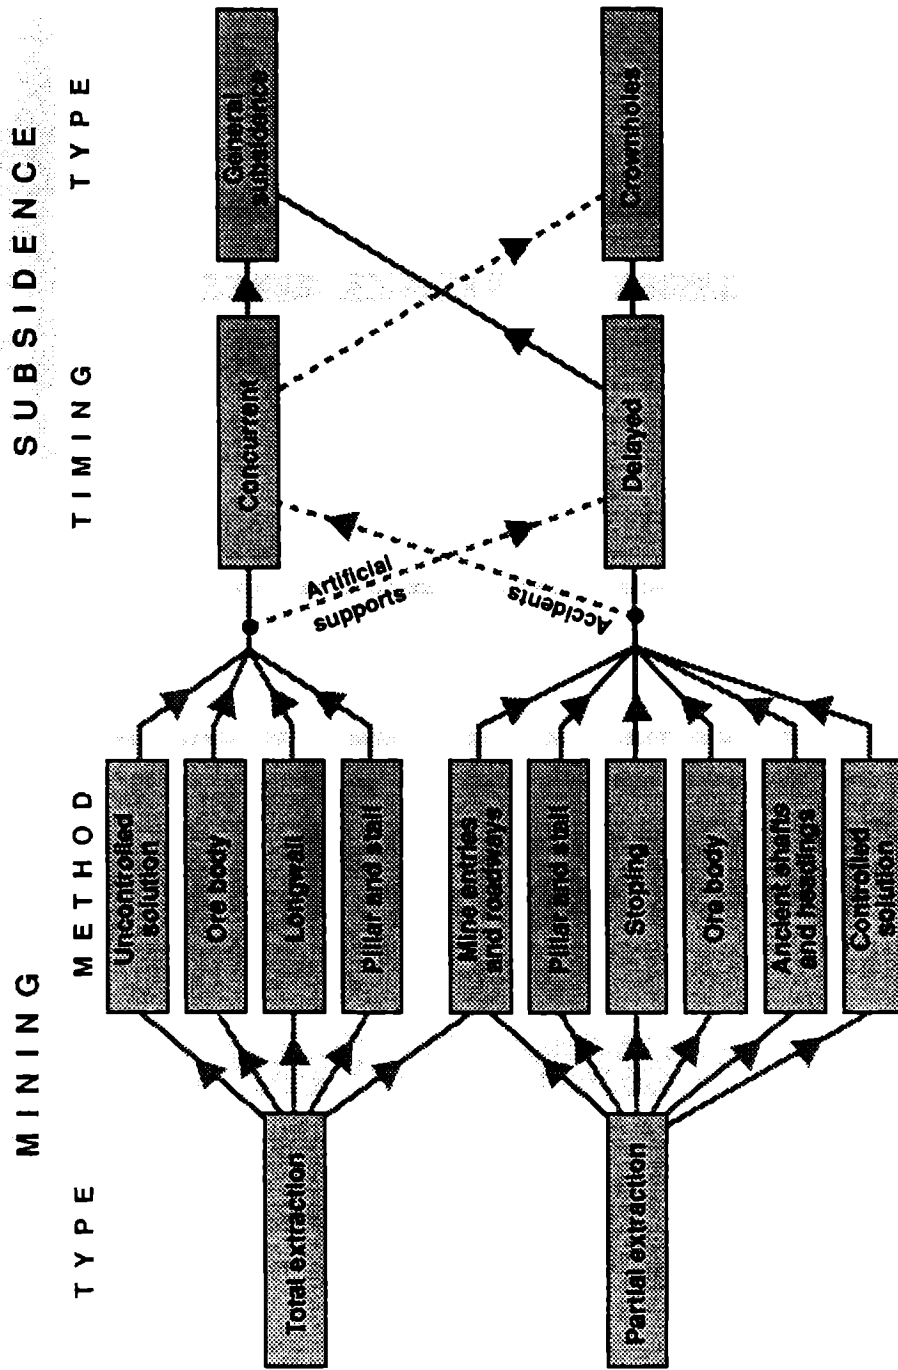 MINING
SUBSIDENCE
TYPE
METHOD
TIMING
TYPE
Total extraction
Partial extraction
Uncontrolled
solution
Ore body
Longwall
Pillar and stall
Mine entries
and roadways
Pillar and stall
Stoping
Ore body
Ancient shafts
and headings
Controlled
solution
Artificial
supports
Accidents
Concurrent
Delayed
General
subsidence
Crownholes